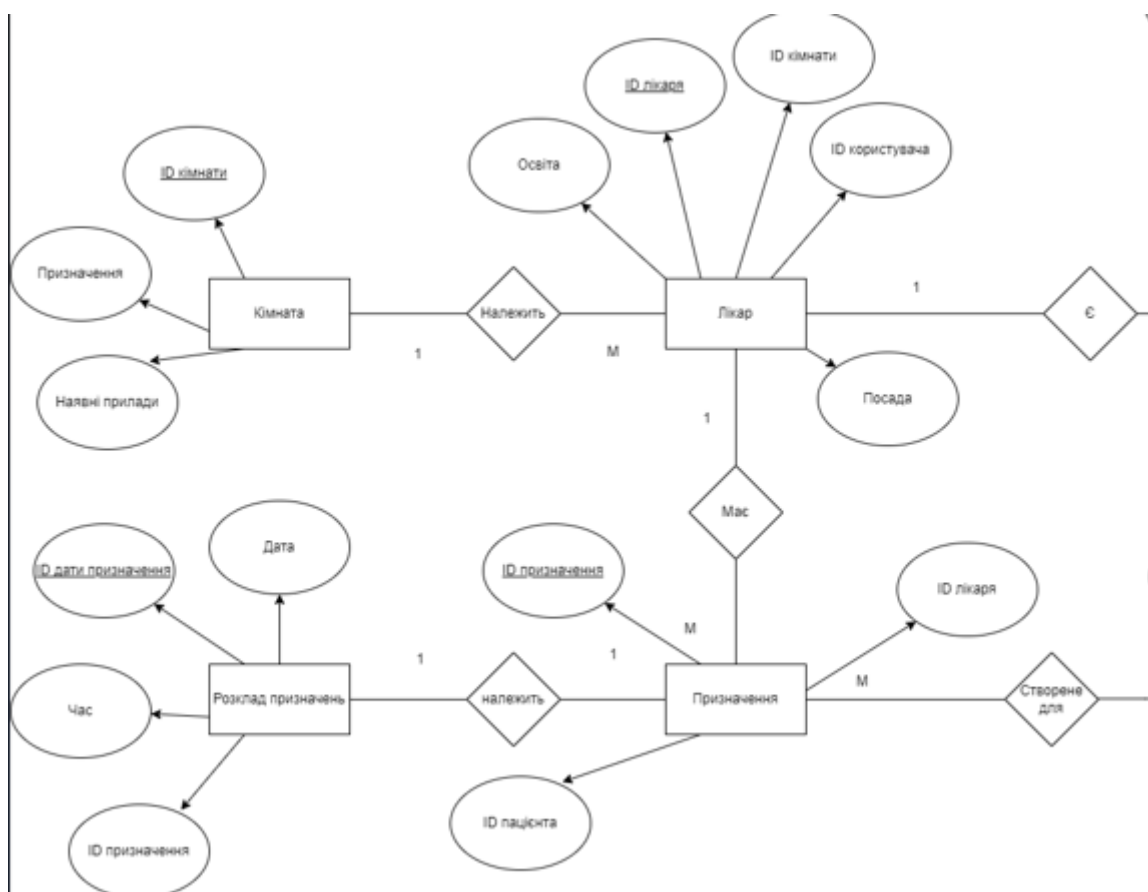 ID кімнати
ID лікаря
ID користувача
Освіта
ID кімнати
Призначення
Кімната
Належить
Лікар
1
Є
1
М
Наявні прилади
Посада
1
Має
Дата
ID дати призначення
ID призначення
ID лікаря
М
1
1
М
Час
Розклад призначень
належить
Призначення
Створене
для
ID пацієнта
ID призначення